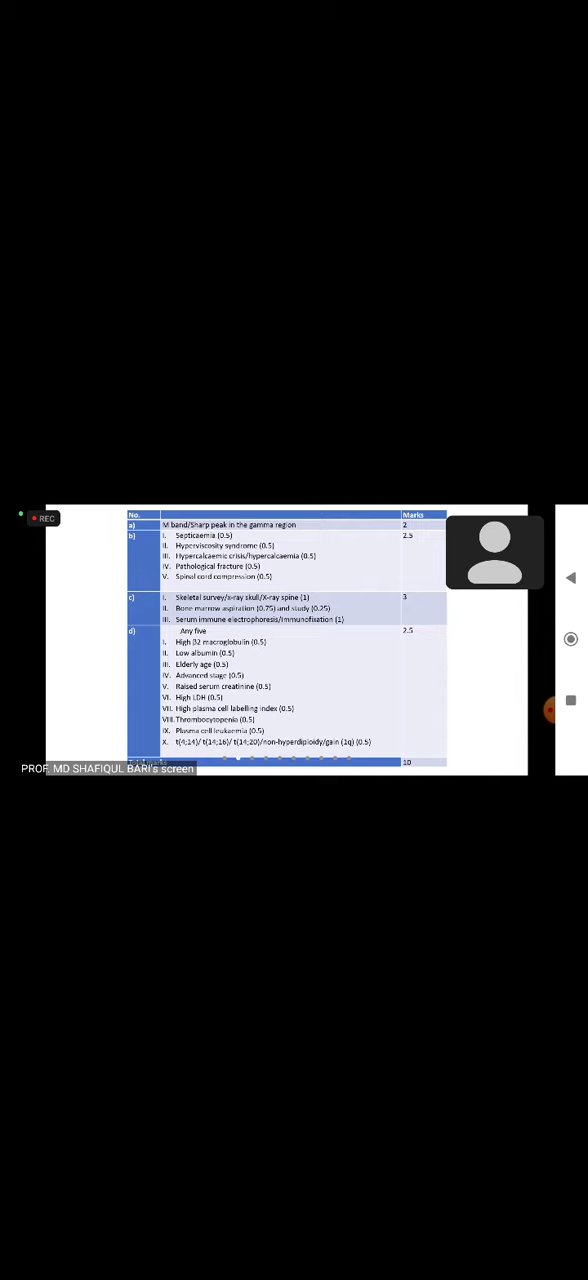 REC
No. Marks
a) M band/Sharp peak in the gamma region 2
b) I. Septicaemia (0.5) 2.5
II. Hyperviscosity syndrome (0.5)
III. Hypercalcaemic crisis/hypercalcaemia (0.5)
IV. Pathological fracture (0.5)
V. Spinal cord compression (0.5)
c) I. Skeletal survey/x-ray skull/X-ray spine (1) 3
II. Bone marrow aspiration (0.75) and study (0.25)
III. Serum immune electrophoresis/Immunofixation (1)
d) Any five 2.5
I. High β2 macroglobulin (0.5)
II. Low albumin (0.5)
III. Elderly age (0.5)
IV. Advanced stage (0.5)
V. Raised serum creatinine (0.5)
VI. High LDH (0.5)
VII. High plasma cell labelling index (0.5)
VIII. Thrombocytopenia (0.5)
IX. Plasma cell leukaemia (0.5)
X. t(4;14)/ t(14;16)/ t(14;20)/non-hyperdiploidy/gain (1q) (0.5)
Total marks 10
PROF. MD SHAFIQUL BARI's screen